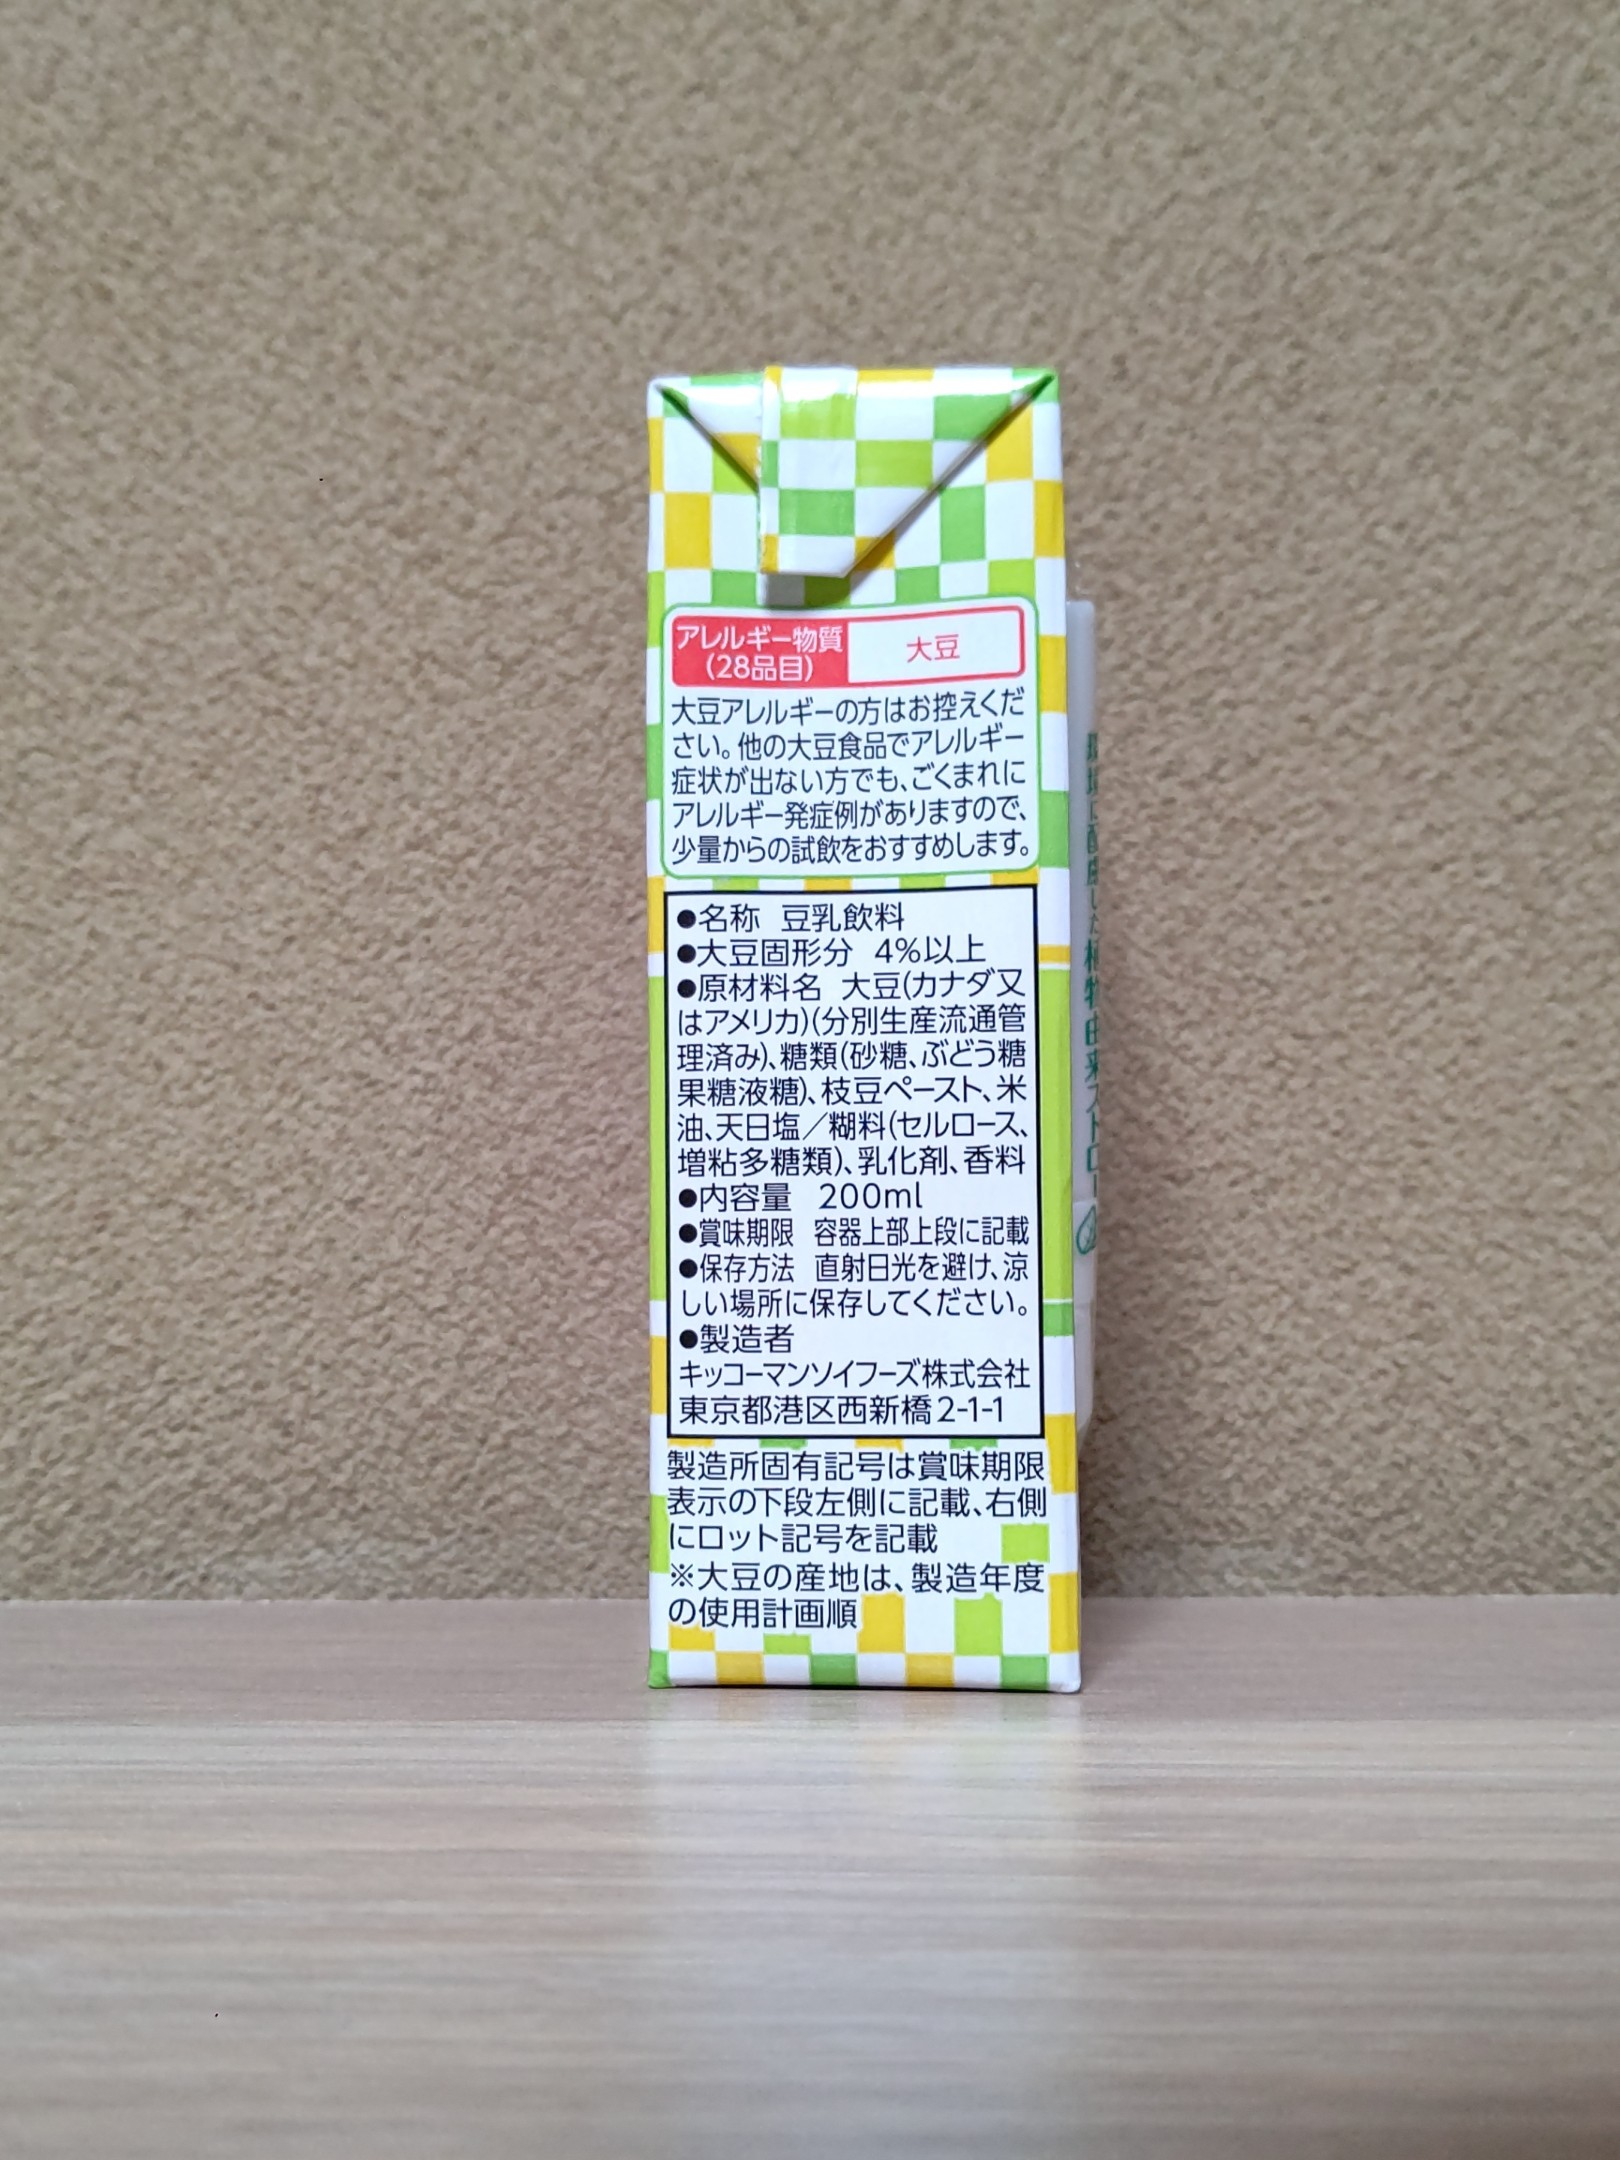 アレルギー物質
(28品目)
大豆
大豆アレルギーの方はお控えくだ
さい。他の大豆食品でアレルギー
症状が出ない方でも、ごくまれに
アレルギー発症例がありますので、
少量からの試飲をおすすめします。
●名称 豆乳飲料
●大豆固形分 4%以上
●原材料名 大豆(カナダ又
はアメリカ)(分別生産流通管
理済み)、糖類(砂糖、ぶどう糖
果糖液糖)、枝豆ペースト、米
油、天日塩／糊料(セルロース、
増粘多糖類)、乳化剤、香料
●内容量 200ml
●賞味期限 容器上部上段に記載
●保存方法 直射日光を避け、涼
しい場所に保存してください。
●製造者
キッコーマンソイフーズ株式会社
東京都港区西新橋2-1-1
製造所固有記号は賞味期限
表示の下段左側に記載、右側
にロット記号を記載
※大豆の産地は、製造年度
の使用計画順
環境に配慮した植物由来ストロー